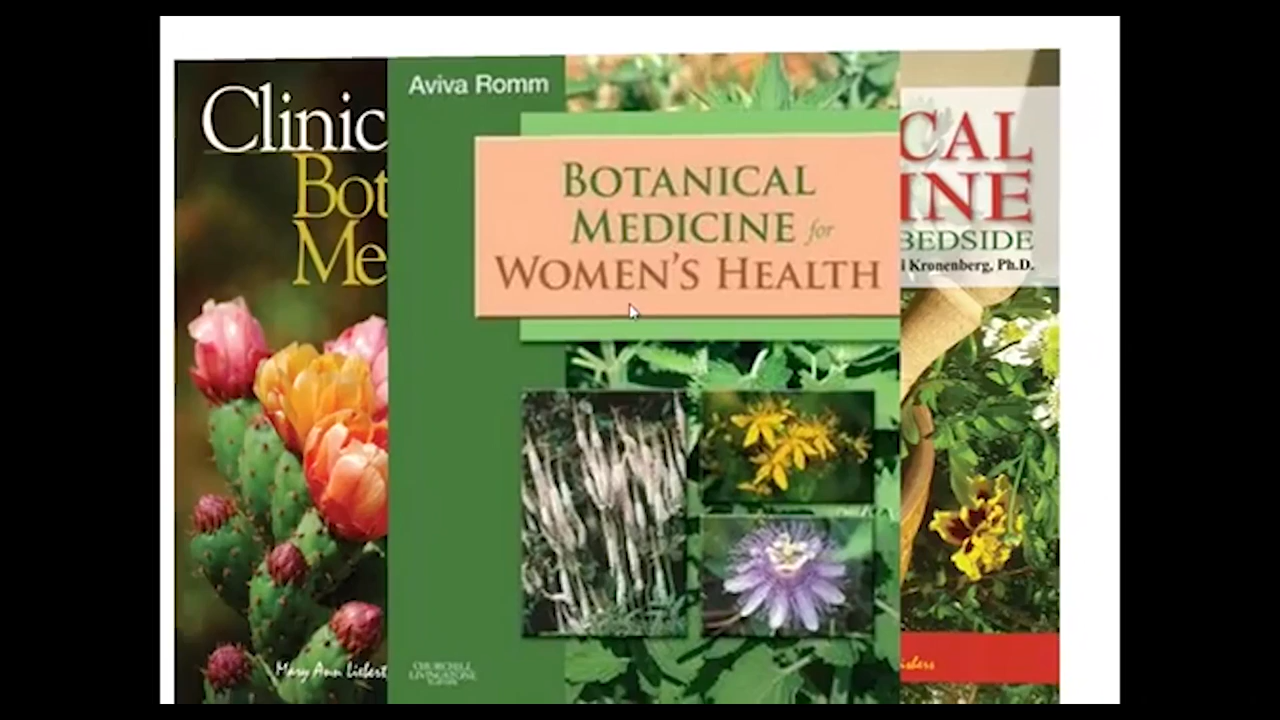 Clinic
Bot
Me
Mary Ann Liebert
Aviva Romm
BOTANICAL
MEDICINE for
WOMEN'S HEALTH
CHURCHILL
LIVINGSTONE
CAL
INE
BEDSIDE
i Kronenberg, Ph.D.